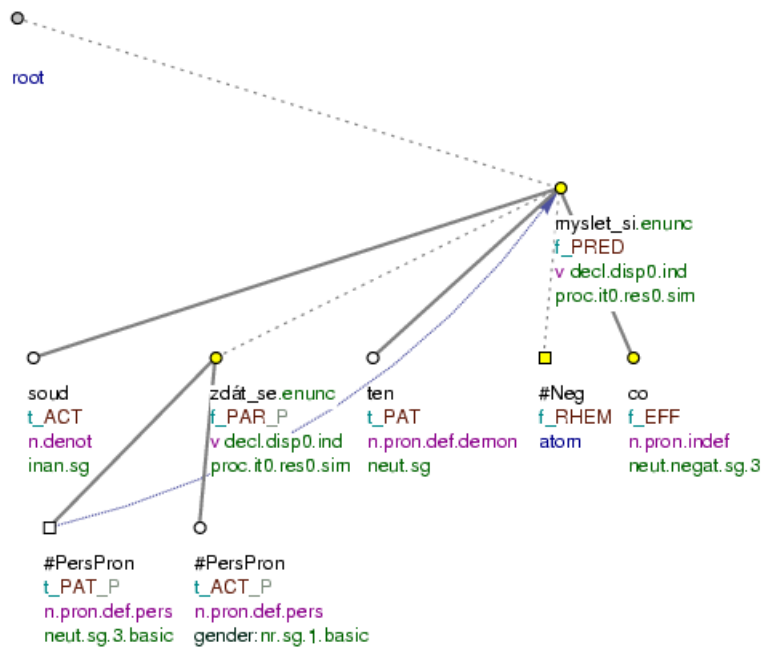 root
myslet_si.enunc
f_PRED
v decl.disp0.ind
proc.it0.res0.sim
soud
t_ACT
n.denot
inan.sg
zdát_se.enunc
f_PAR_P
v decl.disp0.ind
proc.it0.res0.sim
ten
t_PAT
n.pron.def.demon
neut.sg
#Neg
f_RHEM
atom
co
f_EFF
n.pron.indef
neut.negat.sg.3
#PersPron
t_PAT_P
n.pron.def.pers
neut.sg.3.basic
#PersPron
t_ACT_P
n.pron.def.pers
gender:nr.sg.1.basic